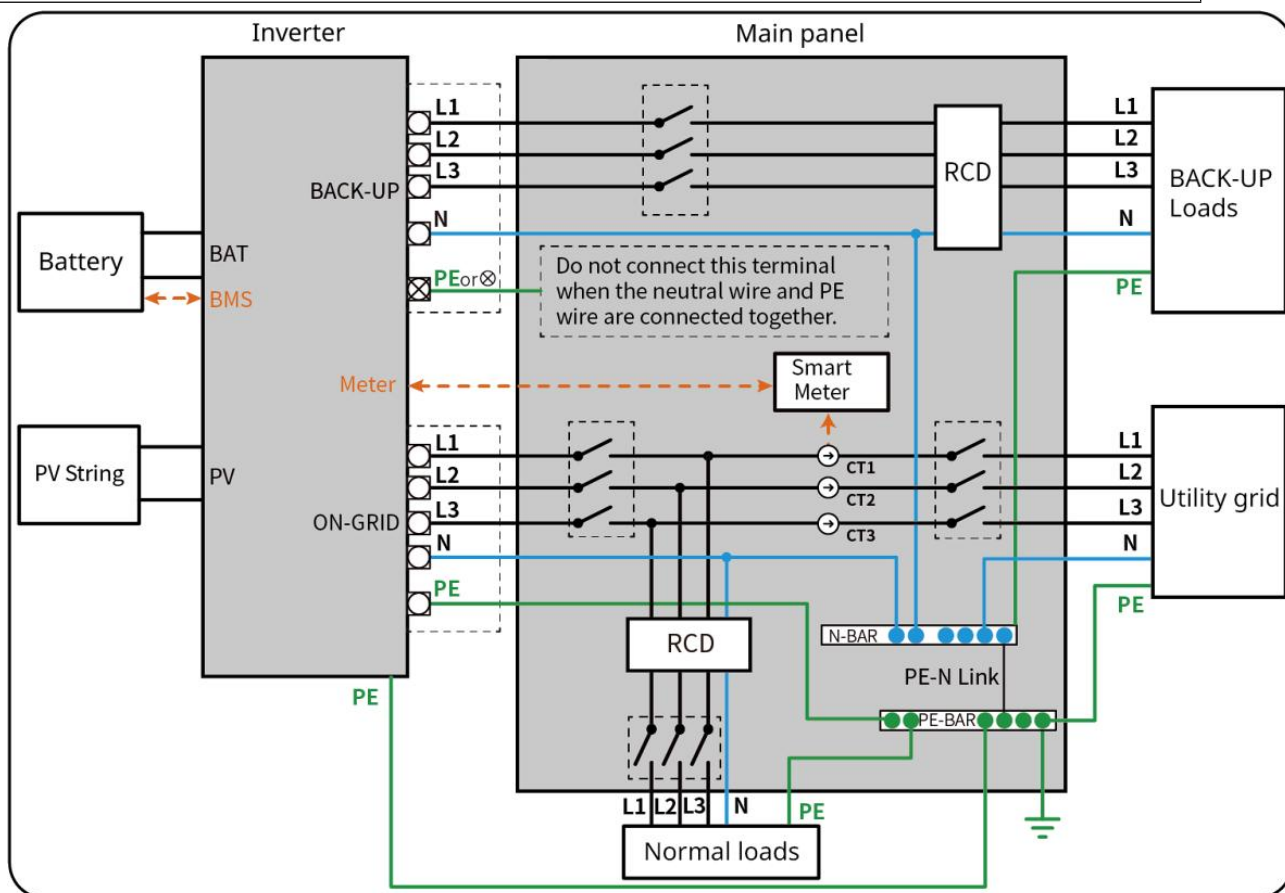 Inverter
Main panel
L1
L2
L3
BACK-UP
N
PE or ⊗
RCD
L1
L2
L3
N
PE
BACK-UP
Loads
Battery
BAT
BMS
Do not connect this terminal
when the neutral wire and PE
wire are connected together.
Meter
Smart
Meter
PV String
PV
L1
L2
L3
ON-GRID
N
PE
CT1
CT2
CT3
L1
L2
L3
N
PE
Utility grid
RCD
N-BAR
PE-N Link
PE-BAR
PE
L1
L2
L3
N
PE
Normal loads